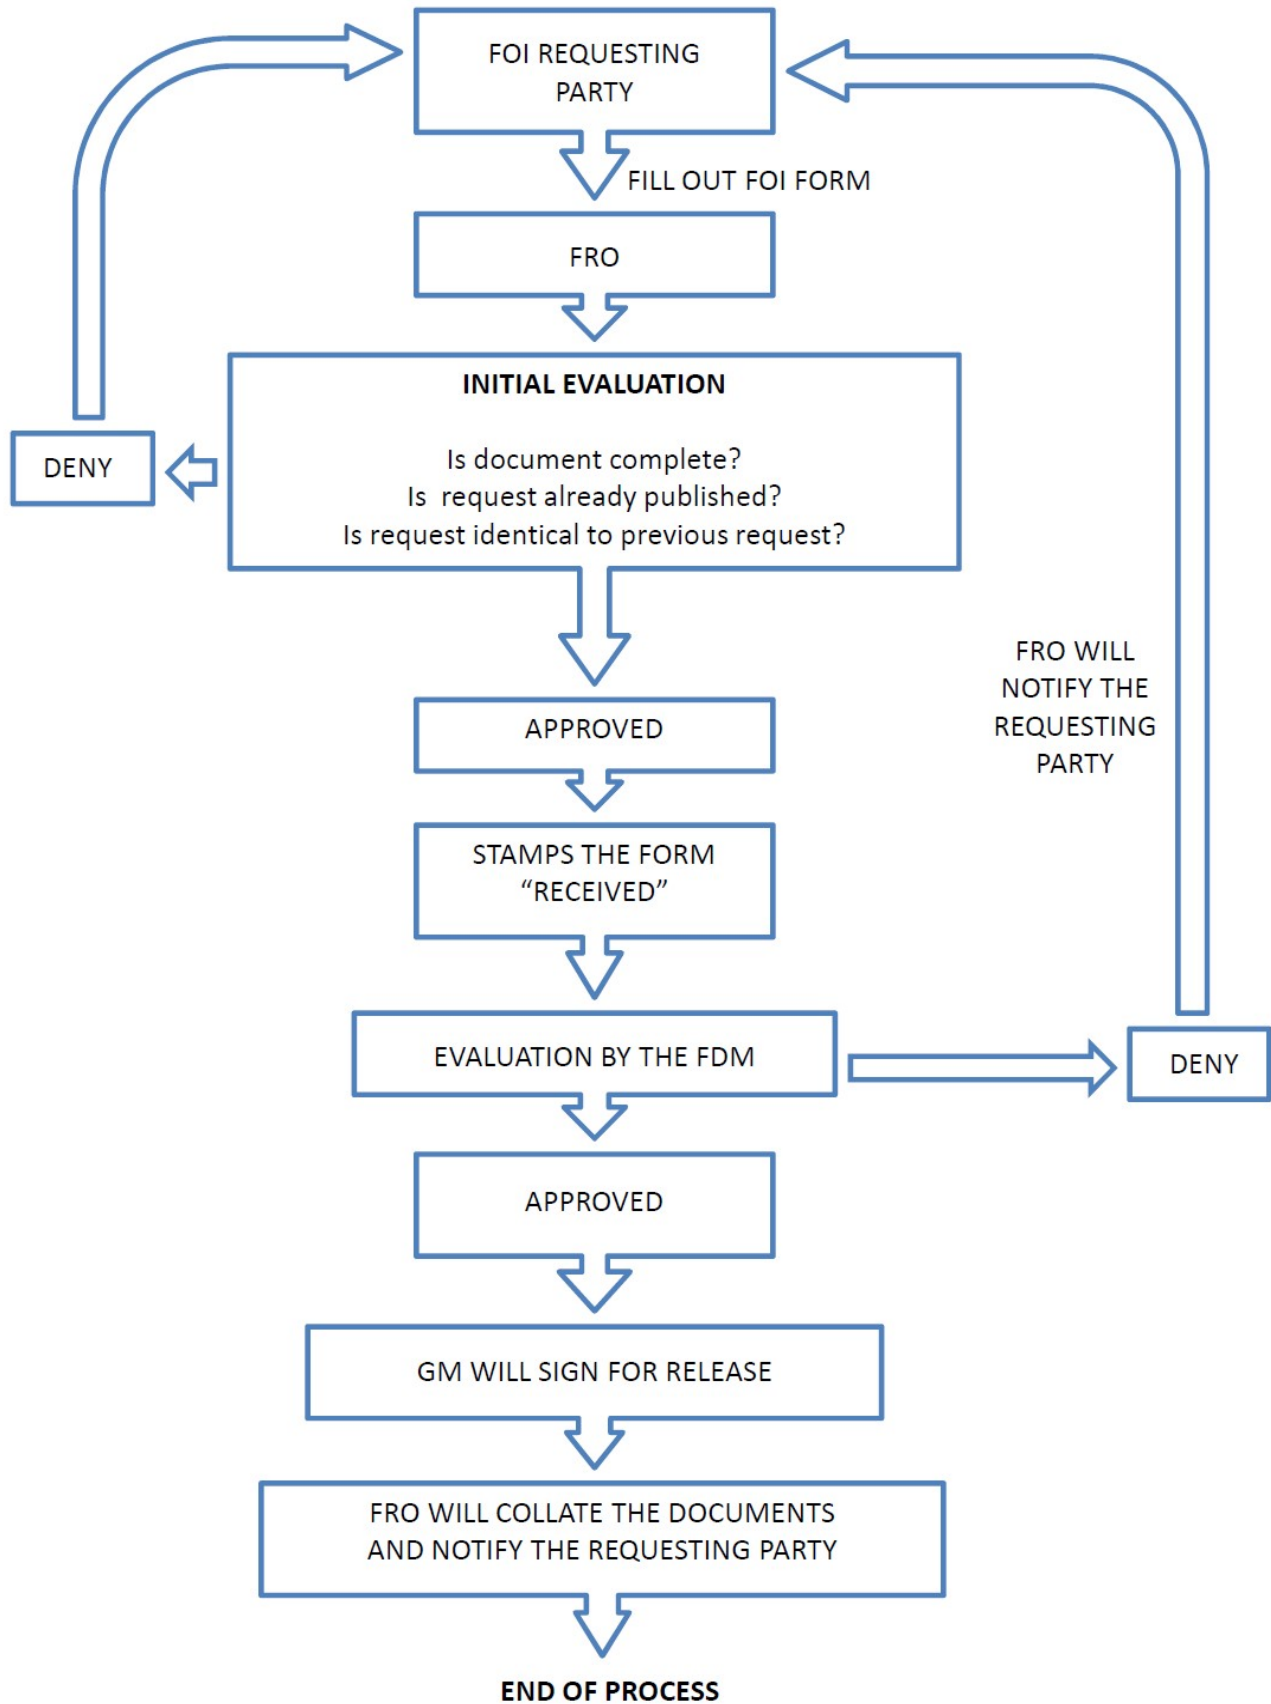 FOI REQUESTING
PARTY
FILL OUT FOI FORM
FRO
INITIAL EVALUATION
Is document complete?
Is request already published?
Is request identical to previous request?
DENY
APPROVED
FRO WILL
NOTIFY THE
REQUESTING
PARTY
STAMPS THE FORM
“RECEIVED”
EVALUATION BY THE FDM
DENY
APPROVED
GM WILL SIGN FOR RELEASE
FRO WILL COLLATE THE DOCUMENTS
AND NOTIFY THE REQUESTING PARTY
END OF PROCESS